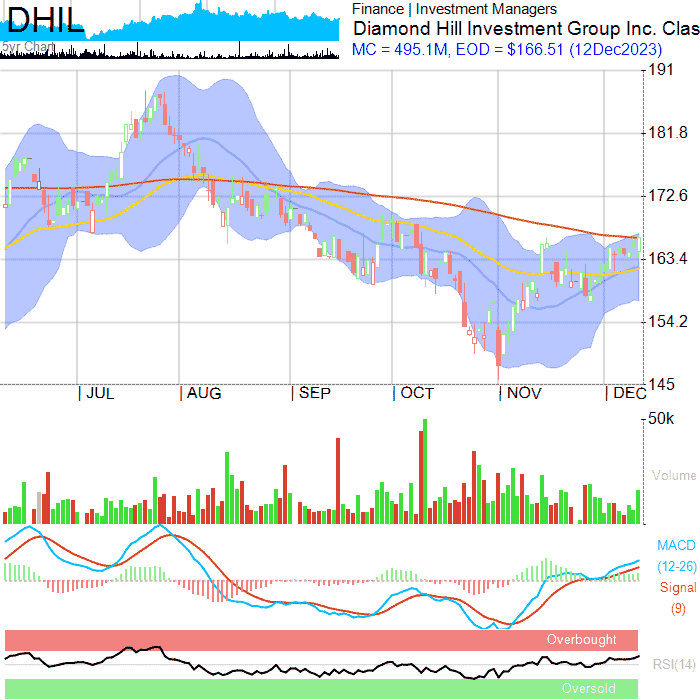 DHIL
5yr Chart
Finance | Investment Managers
Diamond Hill Investment Group Inc. Clas
MC = 495.1M, EOD = $166.51 (12Dec2023)
191
181.8
172.6
163.4
154.2
145
JUL
AUG
SEP
OCT
NOV
DEC
50k
Volume
MACD
(12-26)
Signal
(9)
Overbought
RSI(14)
Oversold